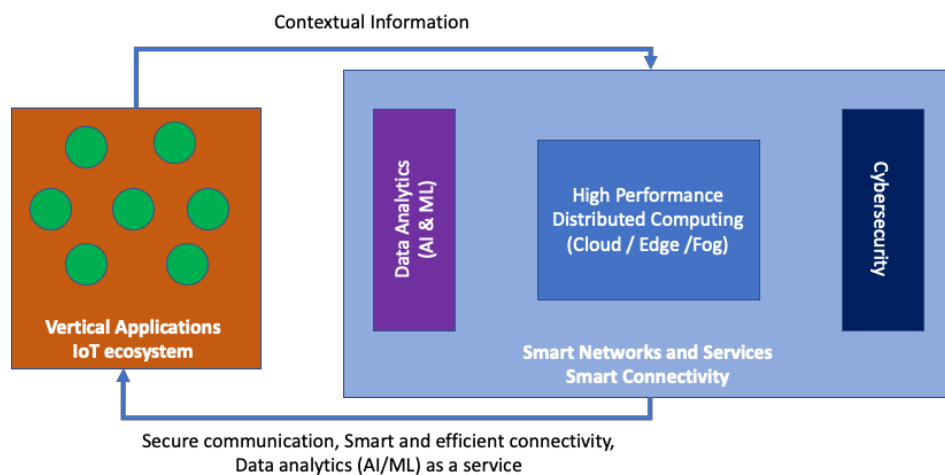 Contextual Information
Vertical Applications
IoT ecosystem
Data Analytics
(AI & ML)
High Performance
Distributed Computing
(Cloud / Edge /Fog)
Cybersecurity
Smart Networks and Services
Smart Connectivity
Secure communication, Smart and efficient connectivity,
Data analytics (AI/ML) as a service